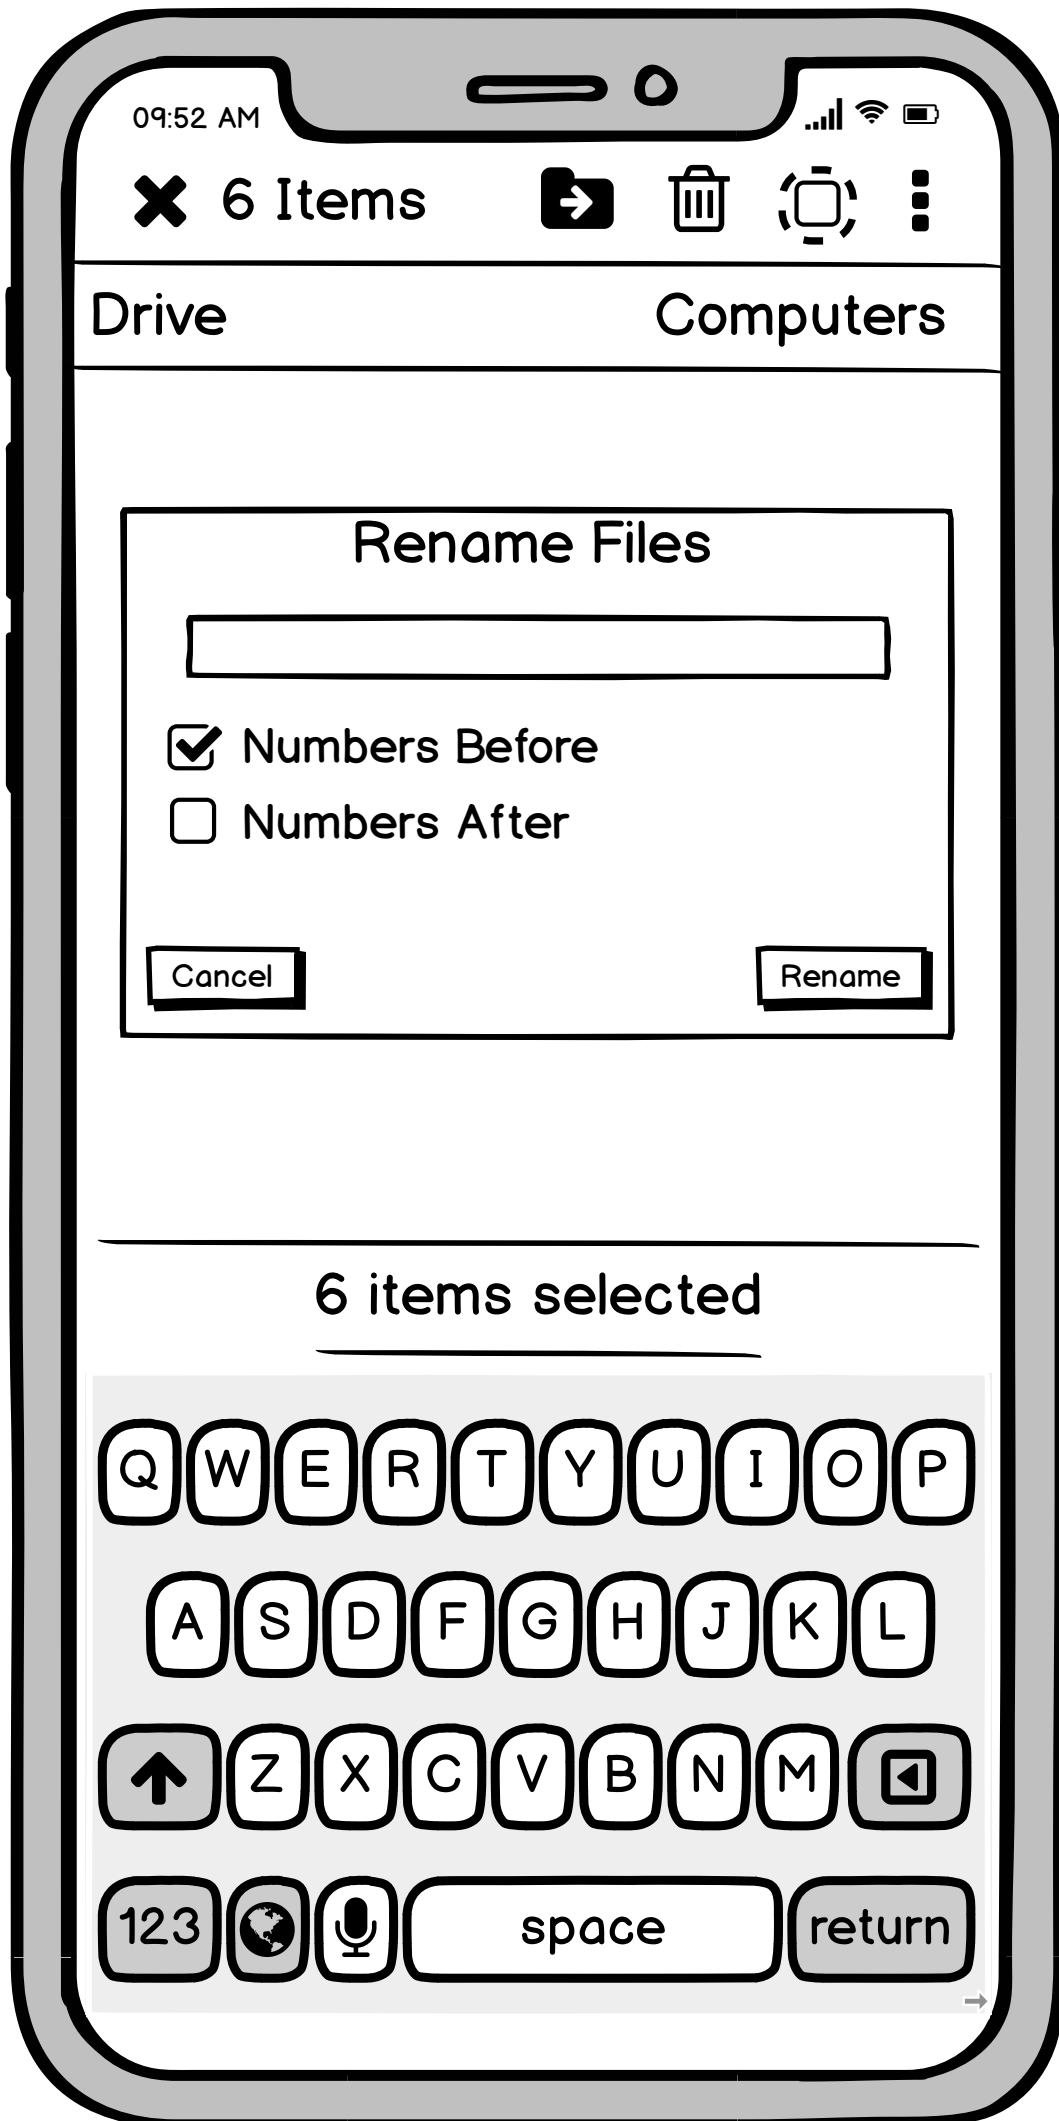 09:52 AM
6 Items
Drive Computers
Rename Files
Numbers Before
Numbers After
Cancel Rename
6 items selected
Q W E R T Y U I O P
A S D F G H J K L
Z X C V B N M
123 space return